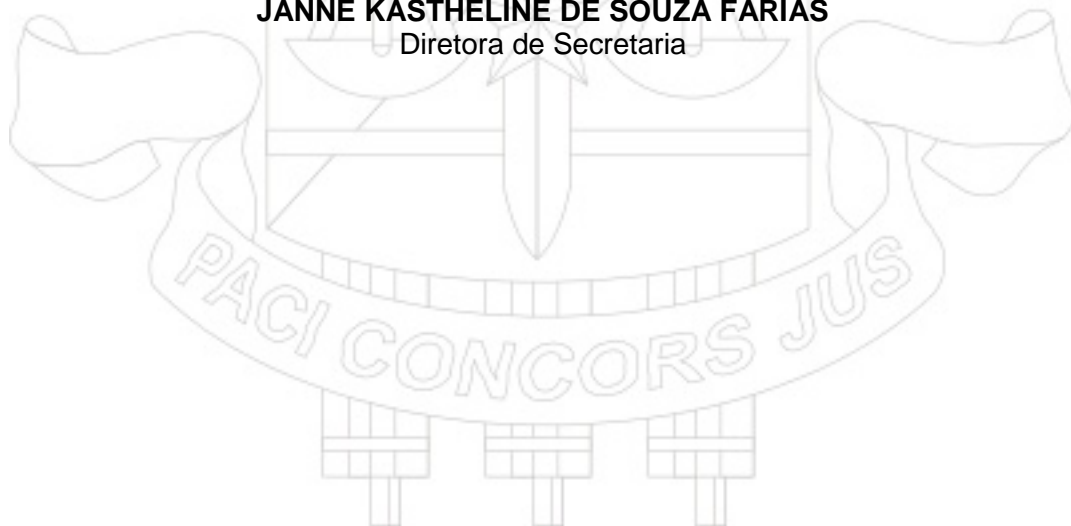 JANNE KASTHELINE DE SOUZA FARIAS
Diretora de Secretaria
PACI CONCORS JUS